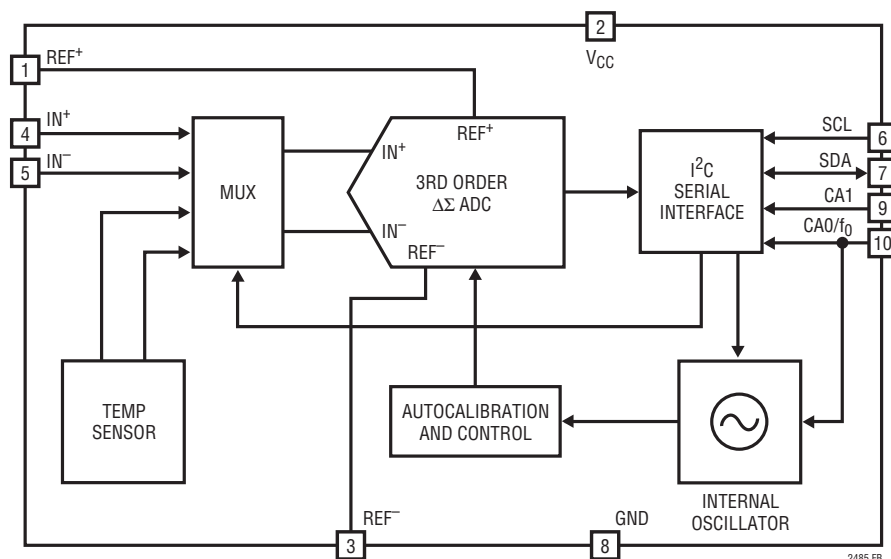 2
VCC
1
REF+
4
IN+
5
IN−
MUX
IN+
IN−
REF+
3RD ORDER
ΔΣ ADC
REF−
I2C
SERIAL
INTERFACE
SCL
6
SDA
7
CA1
9
CA0/f0
10
TEMP
SENSOR
AUTOCALIBRATION
AND CONTROL
INTERNAL
OSCILLATOR
3
REF−
8
GND
2485 FB